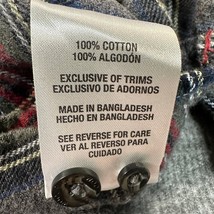 100% COTTON
100% ALGODÓN
EXCLUSIVE OF TRIMS
EXCLUSIVO DE ADORNOS
MADE IN BANGLADESH
HECHO EN BANGLADESH
SEE REVERSE FOR CARE
VER AL REVERSO PARA
CUIDADO